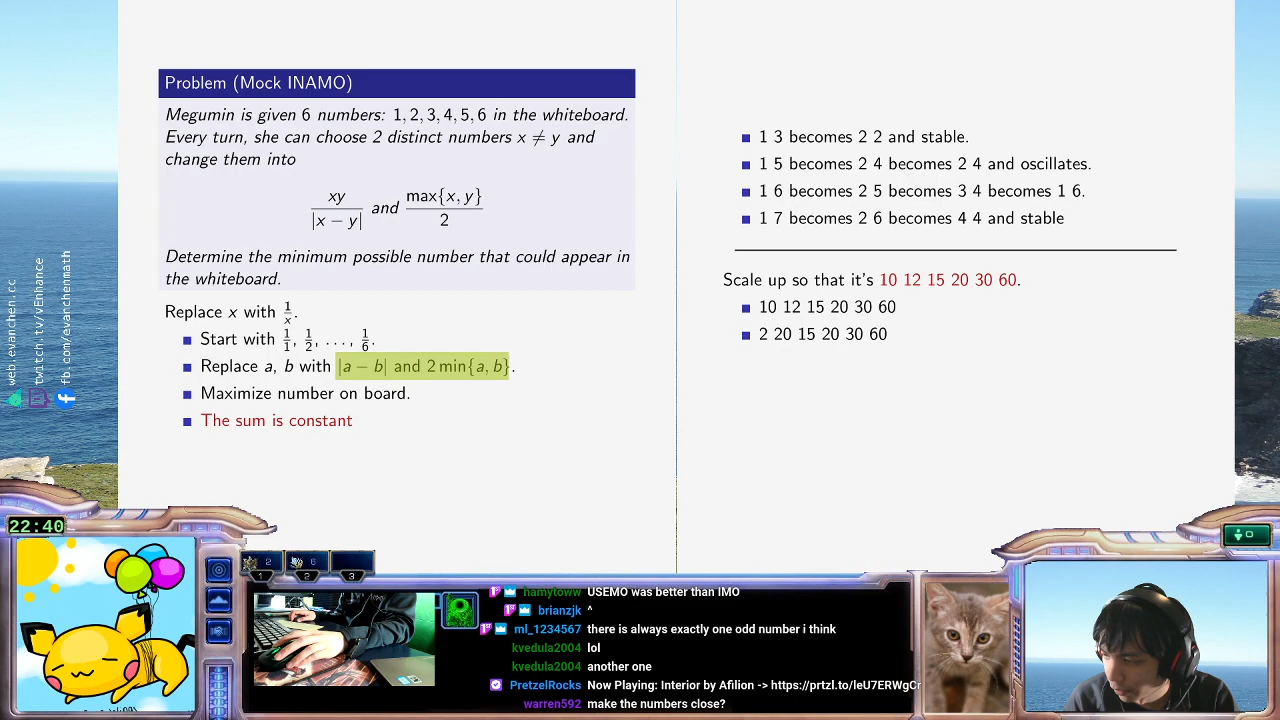 Problem (Mock INAMO)
Megumin is given 6 numbers: 1, 2, 3, 4, 5, 6 in the whiteboard.
Every turn, she can choose 2 distinct numbers x ≠ y and
change them into
xy / |x − y| and max{x, y} / 2
Determine the minimum possible number that could appear in
the whiteboard.
Replace x with 1/x.
Start with 1/1, 1/2, . . . , 1/6.
Replace a, b with |a − b| and 2 min{a, b}.
Maximize number on board.
The sum is constant
1 3 becomes 2 2 and stable.
1 5 becomes 2 4 becomes 2 4 and oscillates.
1 6 becomes 2 5 becomes 3 4 becomes 1 6.
1 7 becomes 2 6 becomes 4 4 and stable
Scale up so that it's 10 12 15 20 30 60.
10 12 15 20 30 60
2 20 15 20 30 60
web.evanchen.cc
twitch.tv/vEnhance
fb.com/evanchenmath
22:40
2
6
1
2
3
0
hamytoww USEMO was better than IMO
brianzjk ^
ml_1234567 there is always exactly one odd number i think
kvedula2004 lol
kvedula2004 another one
PretzelRocks Now Playing: Interior by Afilion -> https://prtzl.to/leU7ERWgCr
warren592 make the numbers close?